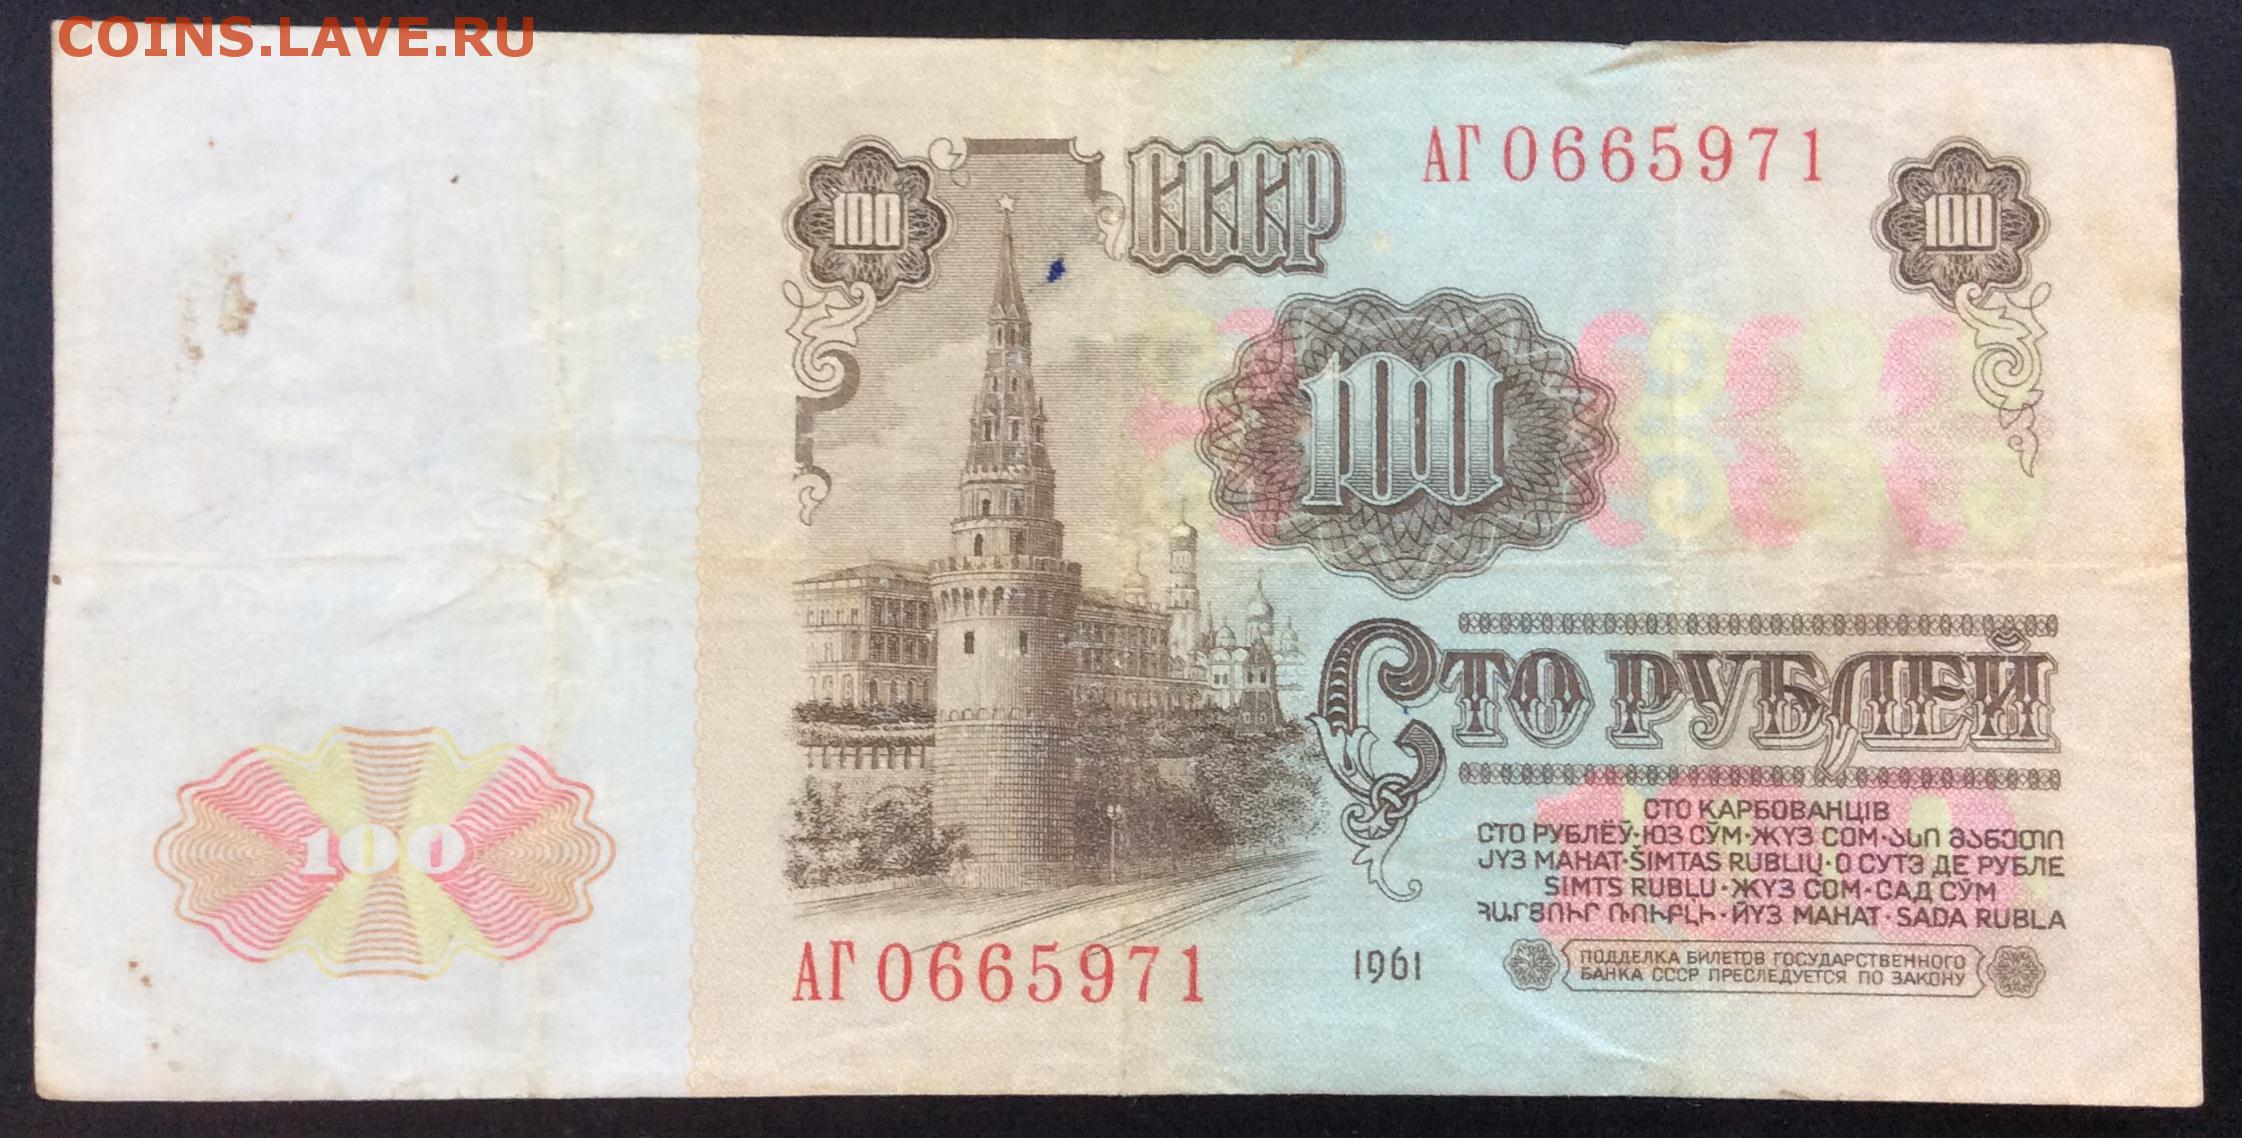 COINS.LAVE.RU
АГ 0665971
100
СССР
100
100
СТО РУБЛЕЙ
СТО КАРБОВАНЦІВ
СТО РУБЛЁЎ·ЮЗ СЎМ·ЖҮЗ СОМ·ᲐᲡᲘ ᲛᲐᲜᲔᲗᲘ
ЈҮЗ МАНАТ·ŠIMTAS RUBLIŲ·О СУТЭ ДЕ РУБЛЕ
SIMTS RUBĻU·ЖҮЗ СОМ·САД СӮМ
ՀԱՐՅՈՒՐ ՌՈՒԲԼԻ·ЙҮЗ МАНАТ·SADA RUBLA
100
АГ 0665971
1961
ПОДДЕЛКА БИЛЕТОВ ГОСУДАРСТВЕННОГО
БАНКА СССР ПРЕСЛЕДУЕТСЯ ПО ЗАКОНУ